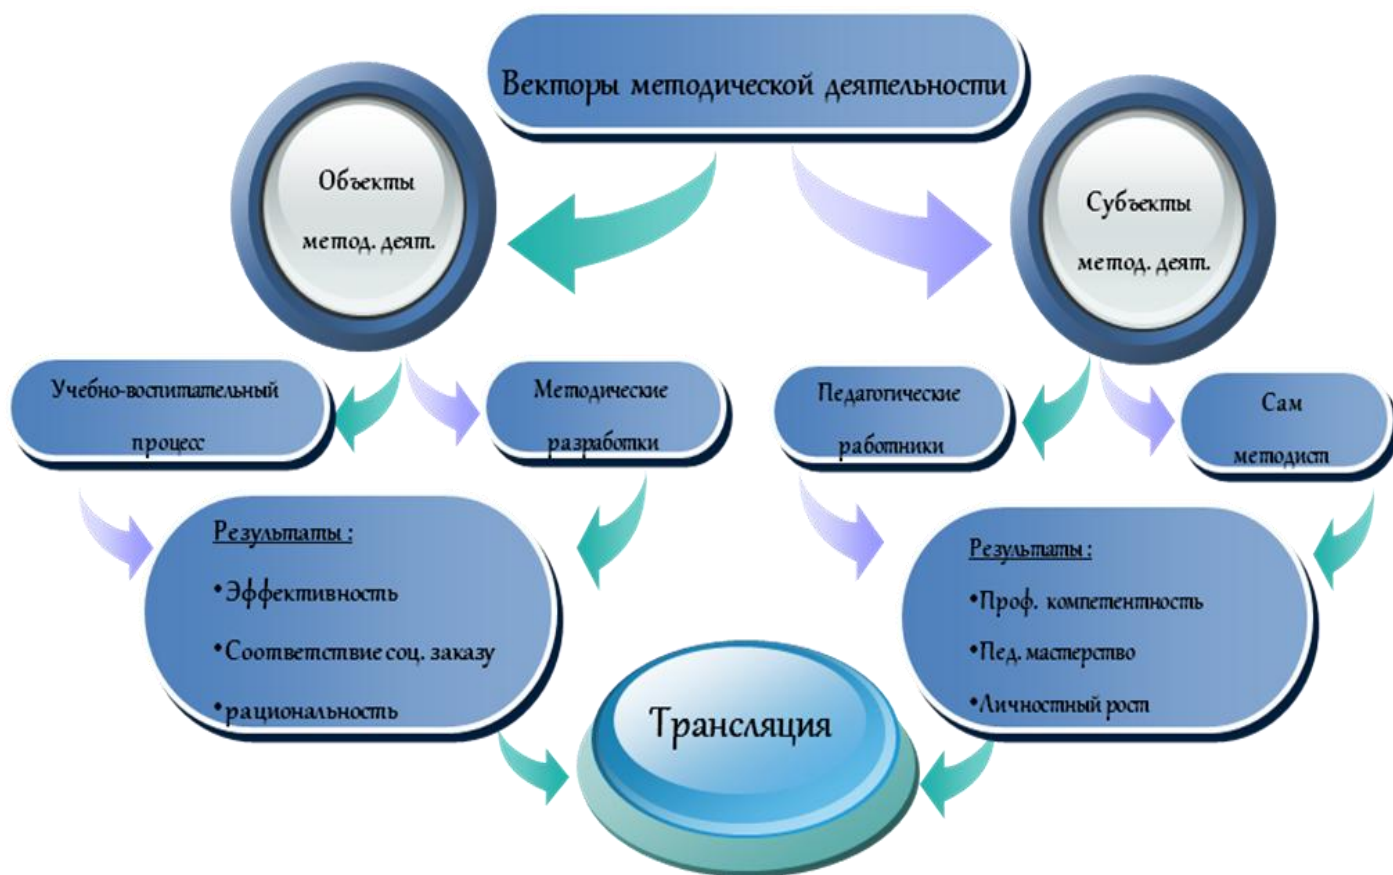 Векторы методической деятельности
Объекты
метод. деят.
Субъекты
метод. деят.
Учебно-воспитательный
процесс
Методические
разработки
Педагогические
работники
Сам
методист
Результаты :
•Эффективность
•Соответствие соц. заказу
•рациональность
Результаты :
•Проф. компетентность
•Пед. мастерство
•Личностный рост
Трансляция